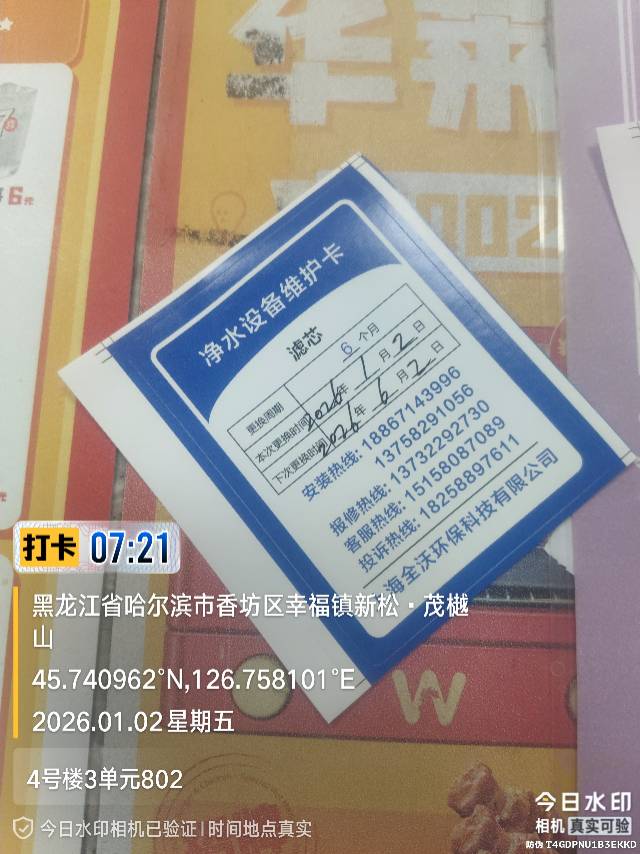 6元
净水设备维护卡
滤芯
更换周期 6 个月
本次更换时间 2026年 1 月 2 日
下次更换时间 2026年 6 月 2 日
安装热线: 18867143996
13758291056
报修热线: 13732292730
客服热线: 15158087089
投诉热线: 18258897611
海全沃环保科技有限公司
W
打卡 07:21
黑龙江省哈尔滨市香坊区幸福镇新松·茂樾
山
45.740962°N,126.758101°E
2026.01.02 星期五
4号楼3单元802
今日水印相机已验证 | 时间地点真实
今日水印
相机 真实可验
防伪 T4GDPNU1B3EKKD